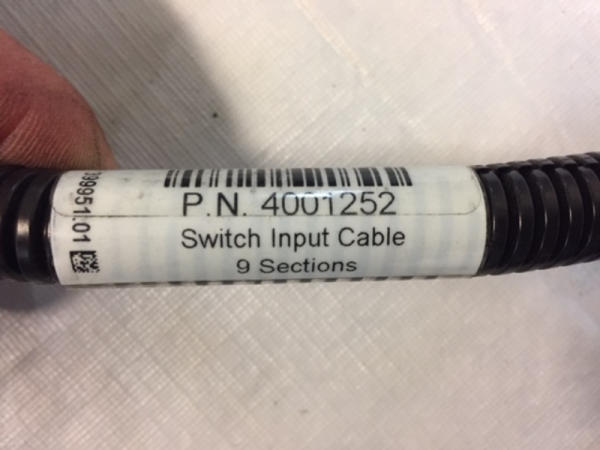 P.N. 4001252
Switch Input Cable
9 Sections